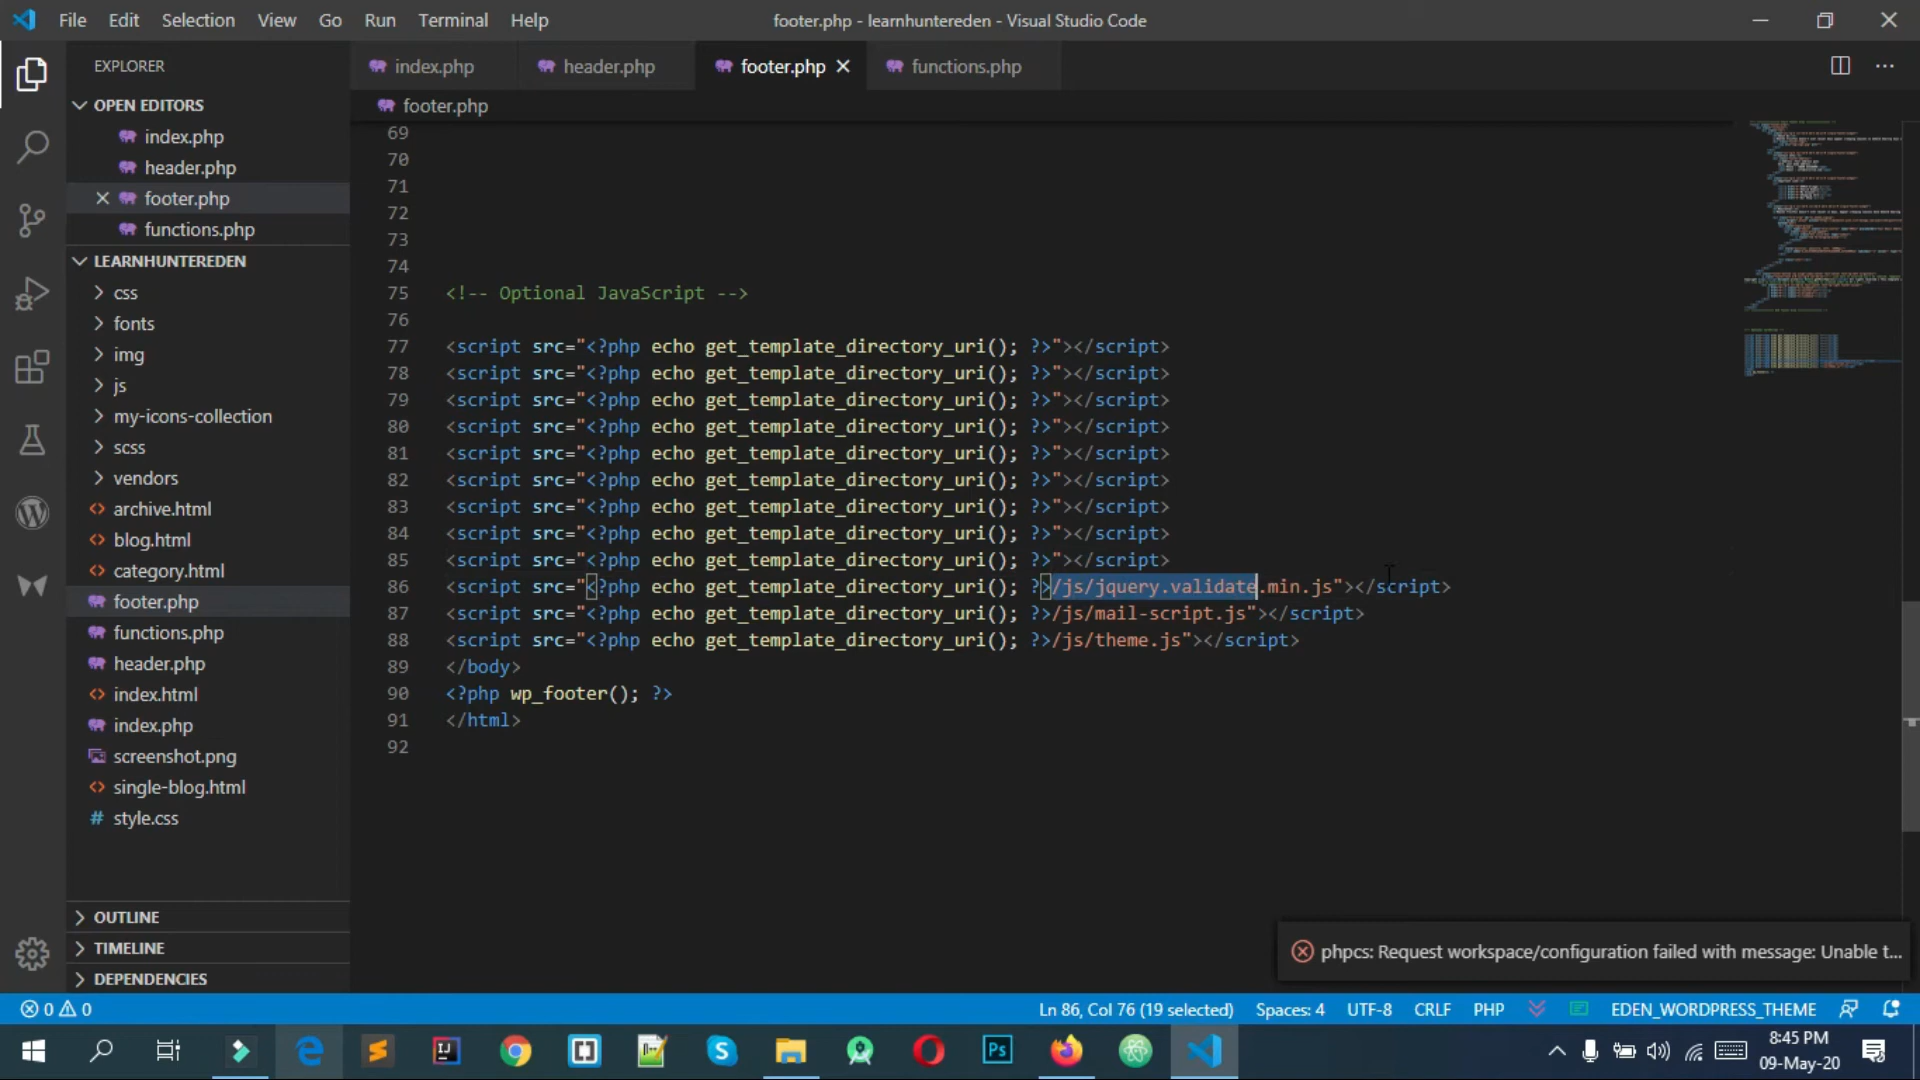 File Edit Selection View Go Run Terminal Help footer.php - learnhuntereden - Visual Studio Code
EXPLORER
OPEN EDITORS
index.php
header.php
footer.php
functions.php
LEARNHUNTEREDEN
css
fonts
img
js
my-icons-collection
scss
vendors
archive.html
blog.html
category.html
footer.php
functions.php
header.php
index.html
index.php
screenshot.png
single-blog.html
style.css
OUTLINE
TIMELINE
DEPENDENCIES
index.php header.php footer.php functions.php
footer.php
69
70
71
72
73
74
75 <!-- Optional JavaScript -->
76
77 <script src="<?php echo get_template_directory_uri(); ?>"></script>
78 <script src="<?php echo get_template_directory_uri(); ?>"></script>
79 <script src="<?php echo get_template_directory_uri(); ?>"></script>
80 <script src="<?php echo get_template_directory_uri(); ?>"></script>
81 <script src="<?php echo get_template_directory_uri(); ?>"></script>
82 <script src="<?php echo get_template_directory_uri(); ?>"></script>
83 <script src="<?php echo get_template_directory_uri(); ?>"></script>
84 <script src="<?php echo get_template_directory_uri(); ?>"></script>
85 <script src="<?php echo get_template_directory_uri(); ?>"></script>
86 <script src="<?php echo get_template_directory_uri(); ?>/js/jquery.validate.min.js"></script>
87 <script src="<?php echo get_template_directory_uri(); ?>/js/mail-script.js"></script>
88 <script src="<?php echo get_template_directory_uri(); ?>/js/theme.js"></script>
89 </body>
90 <?php wp_footer(); ?>
91 </html>
92
phpcs: Request workspace/configuration failed with message: Unable t...
0 0 Ln 86, Col 76 (19 selected) Spaces: 4 UTF-8 CRLF PHP EDEN_WORDPRESS_THEME
8:45 PM
09-May-20